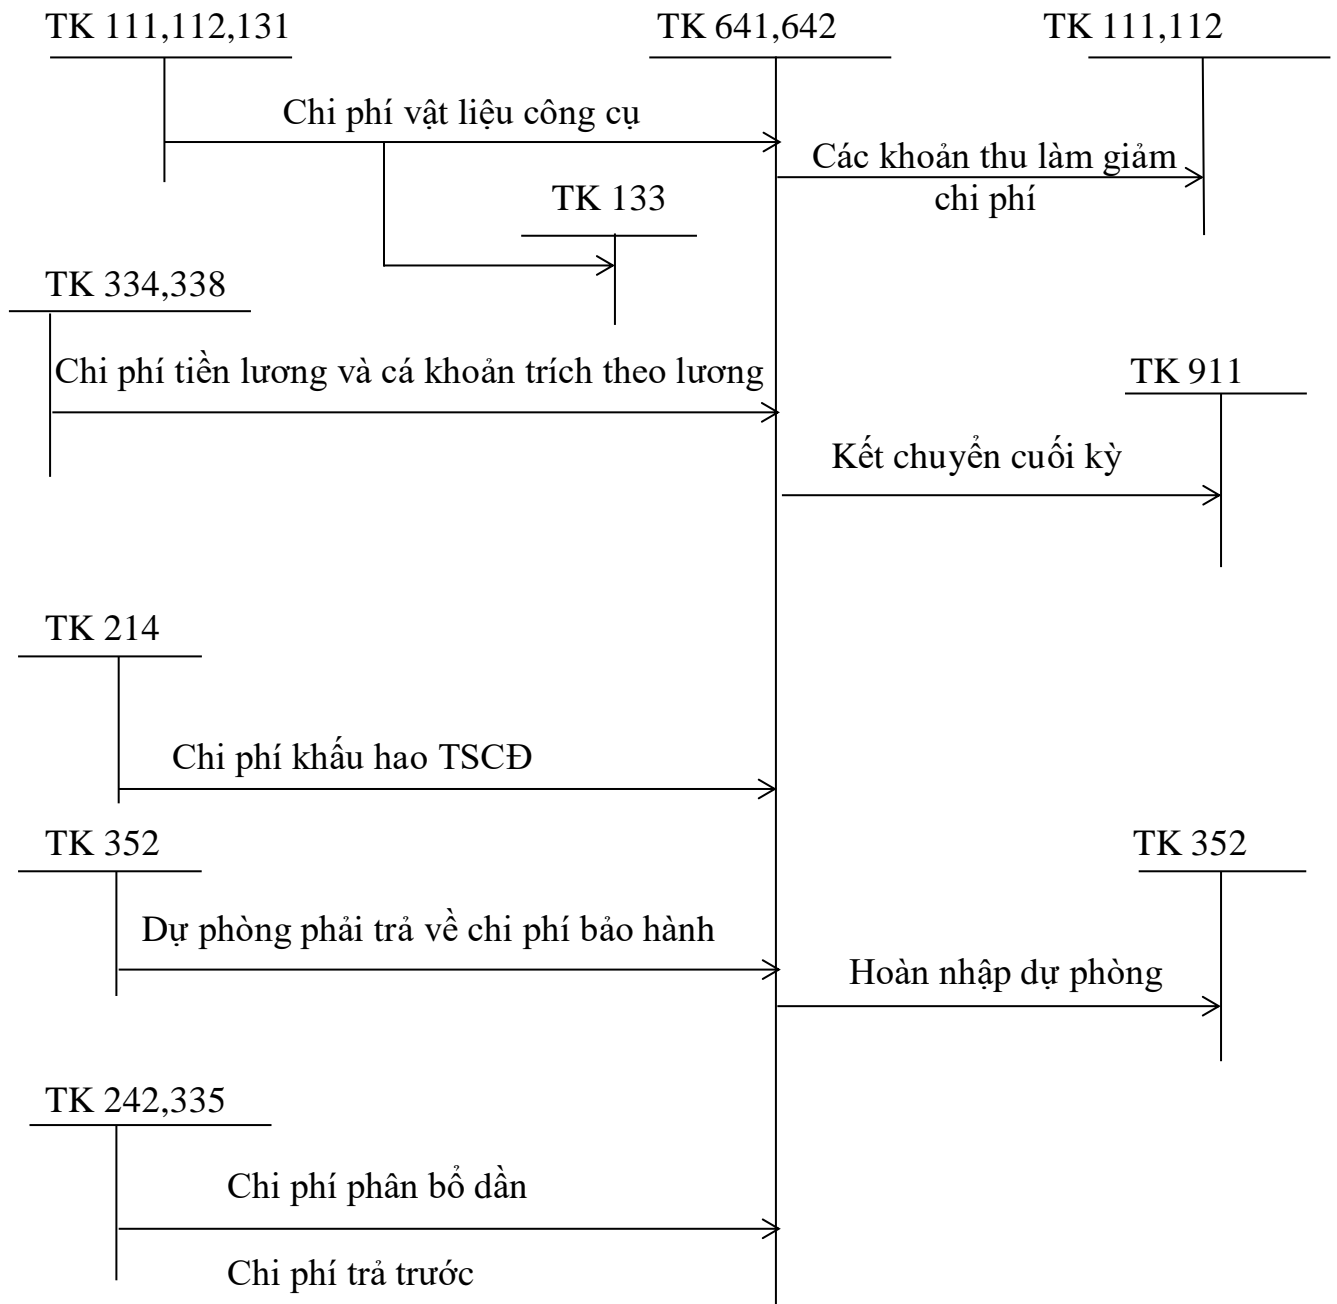 TK 111,112,131
TK 641,642
TK 111,112
Chi phí vật liệu công cụ
Các khoản thu làm giảm
chi phí
TK 133
TK 334,338
Chi phí tiền lương và cá khoản trích theo lương
TK 911
Kết chuyển cuối kỳ
TK 214
Chi phí khấu hao TSCĐ
TK 352
TK 352
Dự phòng phải trả về chi phí bảo hành
Hoàn nhập dự phòng
TK 242,335
Chi phí phân bổ dần
Chi phí trả trước